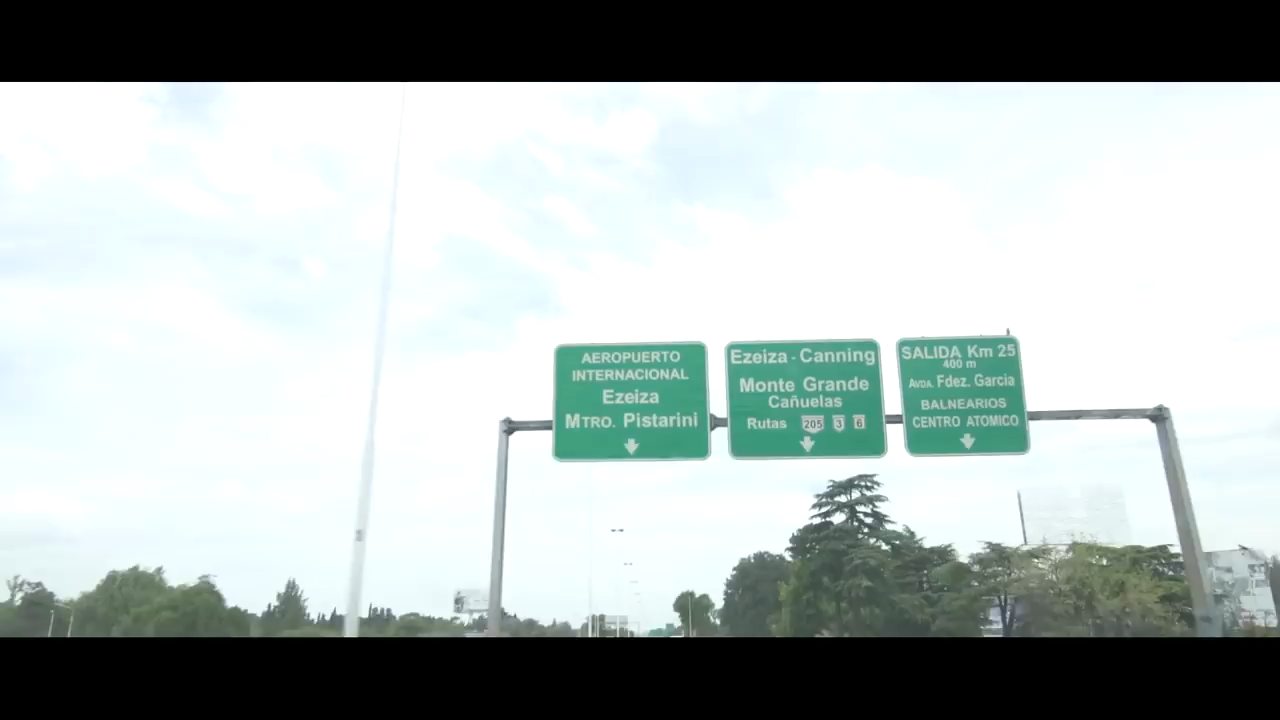 AEROPUERTO
INTERNACIONAL
Ezeiza
MTRO. Pistarini
Ezeiza - Canning
Monte Grande
Cañuelas
Rutas 205 3 6
SALIDA Km 25
400 m
AVDA. Fdez. Garcia
BALNEARIOS
CENTRO ATOMICO